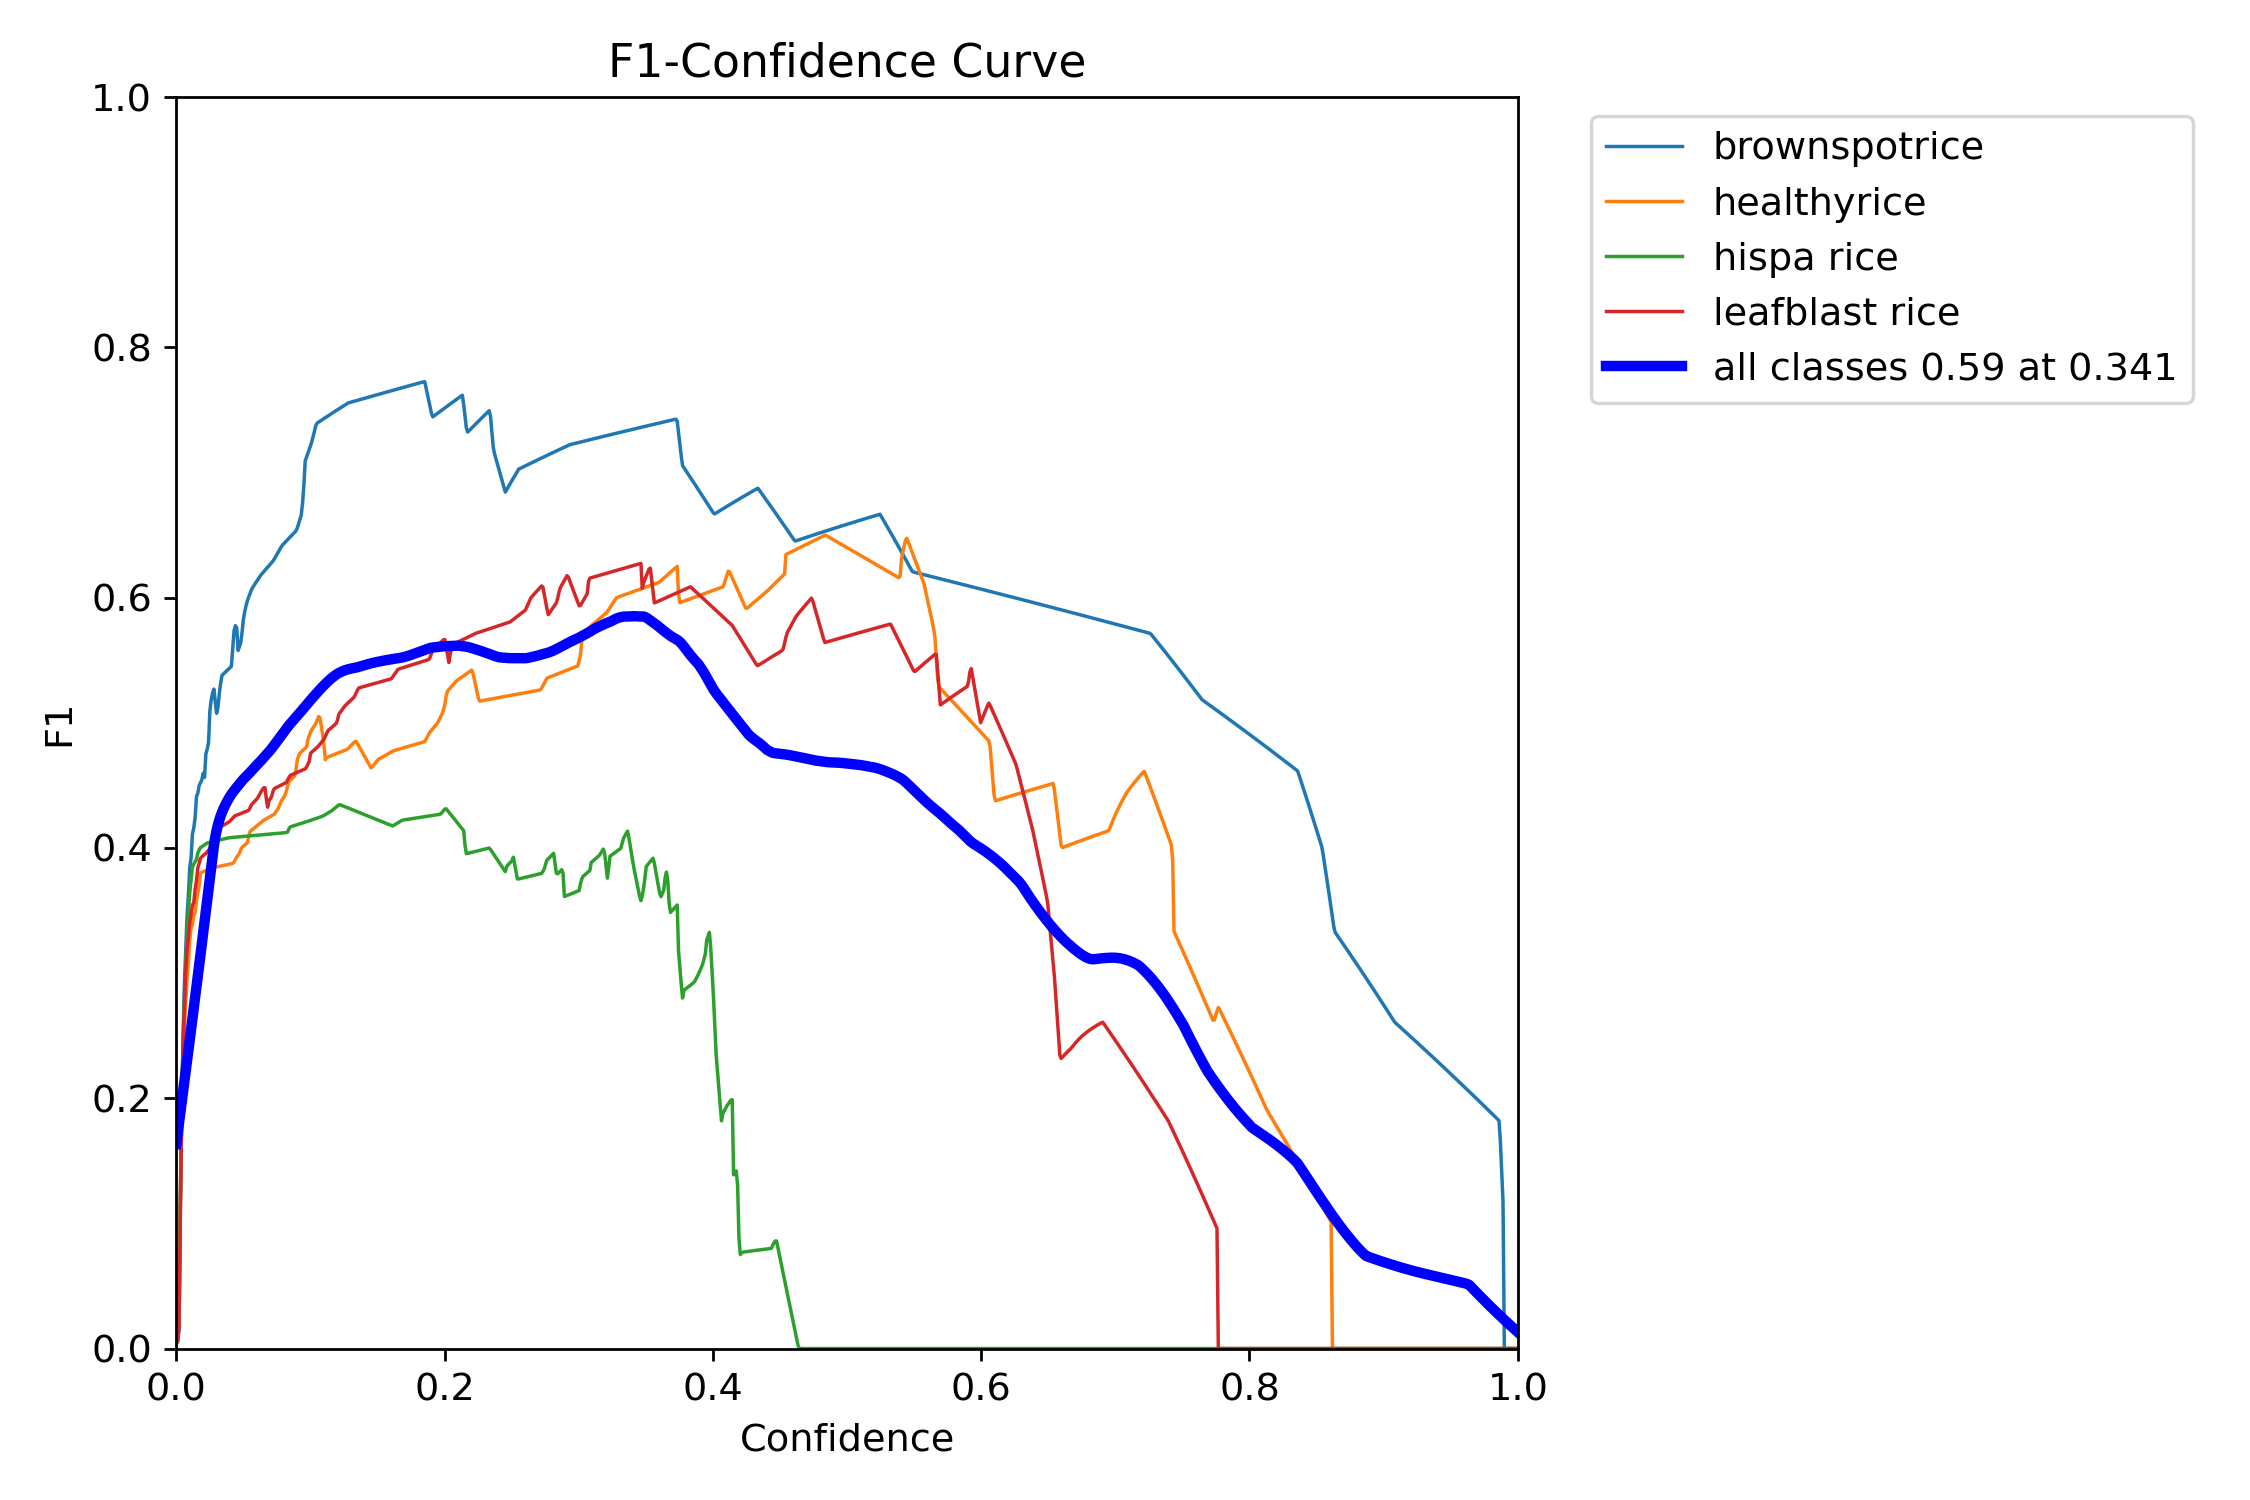 F1-Confidence Curve
1.0
0.8
0.6
0.4
0.2
0.0
F1
0.0 0.2 0.4 0.6 0.8 1.0
Confidence
brownspotrice
healthyrice
hispa rice
leafblast rice
all classes 0.59 at 0.341